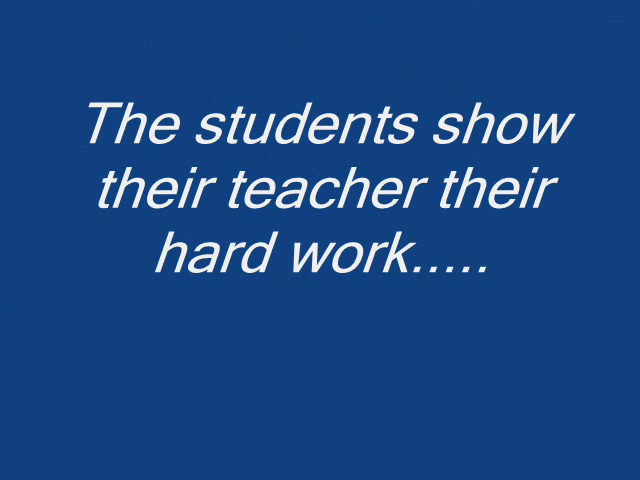 The students show
their teacher their
hard work.....